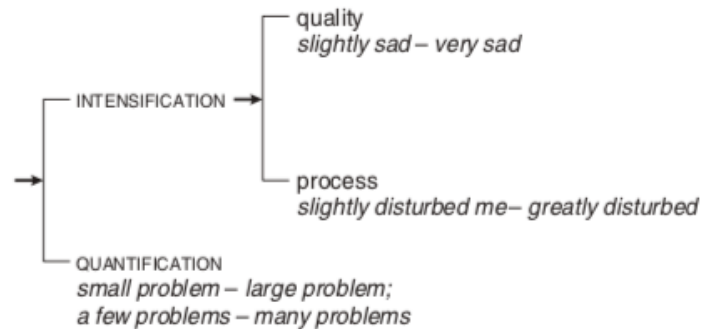 quality
slightly sad – very sad
INTENSIFICATION
process
slightly disturbed me– greatly disturbed
QUANTIFICATION
small problem – large problem;
a few problems – many problems